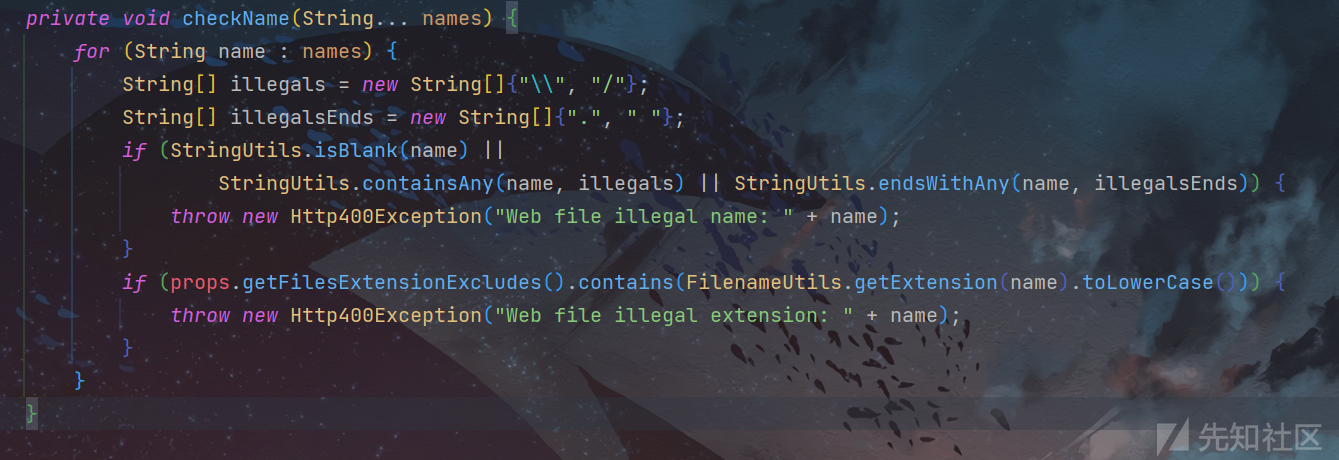 private void checkName(String... names) {
for (String name : names) {
String[] illegals = new String[]{"\\", "/"};
String[] illegalsEnds = new String[]{".", " "};
if (StringUtils.isBlank(name) ||
StringUtils.containsAny(name, illegals) || StringUtils.endsWithAny(name, illegalsEnds)) {
throw new Http400Exception("Web file illegal name: " + name);
}
if (props.getFilesExtensionExcludes().contains(FilenameUtils.getExtension(name).toLowerCase())) {
throw new Http400Exception("Web file illegal extension: " + name);
}
}
}
先知社区